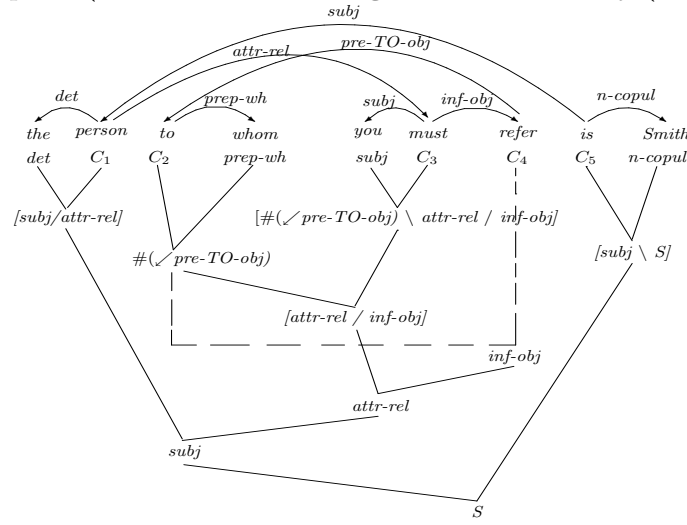 subj
attr-rel pre-TO-obj
det prep-wh subj inf-obj n-copul
the person to whom you must refer is Smith
det C₁ C₂ prep-wh subj C₃ C₄ C₅ n-copul
[subj/attr-rel] [#(↙pre-TO-obj) \ attr-rel / inf-obj]
#(↙pre-TO-obj) [subj \ S]
[attr-rel / inf-obj]
inf-obj
attr-rel
subj
S